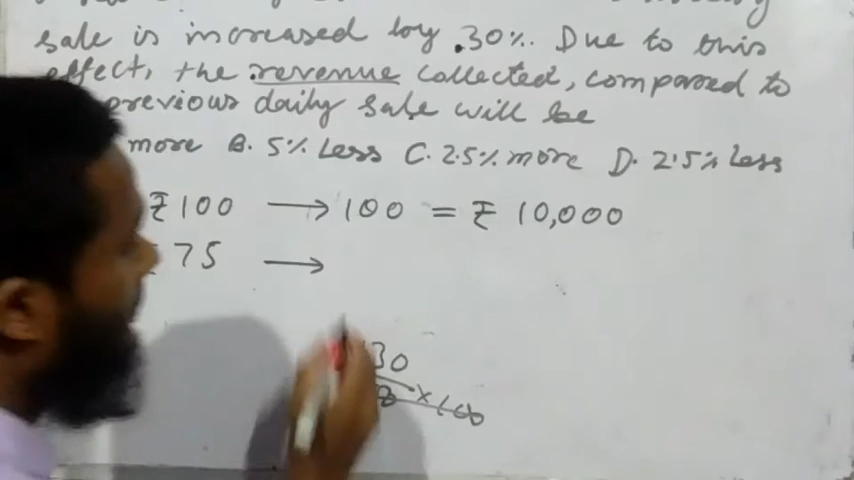 sale is increased by .30%. Due to this
effect, the revenue collected, compared to
previous daily sale will be
more B. 5% Less C. 2.5% more D. 2.5% Less
₹100 → 100 = ₹ 10,000
75 →
30
× 100